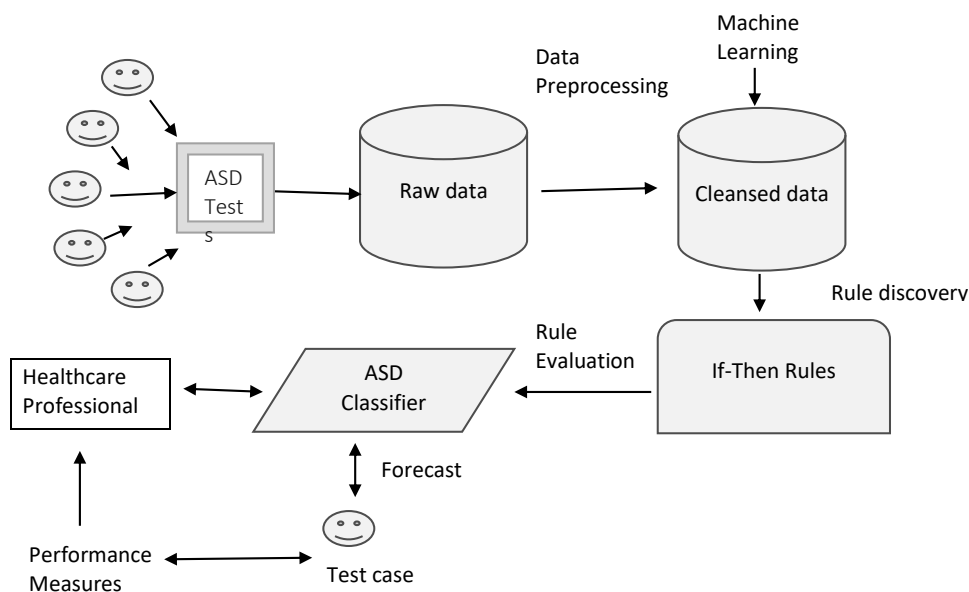 Machine
Learning
Data
Preprocessing
ASD
Test
s
Raw data
Cleansed data
Rule discovery
Rule
Evaluation
If-Then Rules
ASD
Classifier
Healthcare
Professional
Forecast
Performance
Measures
Test case